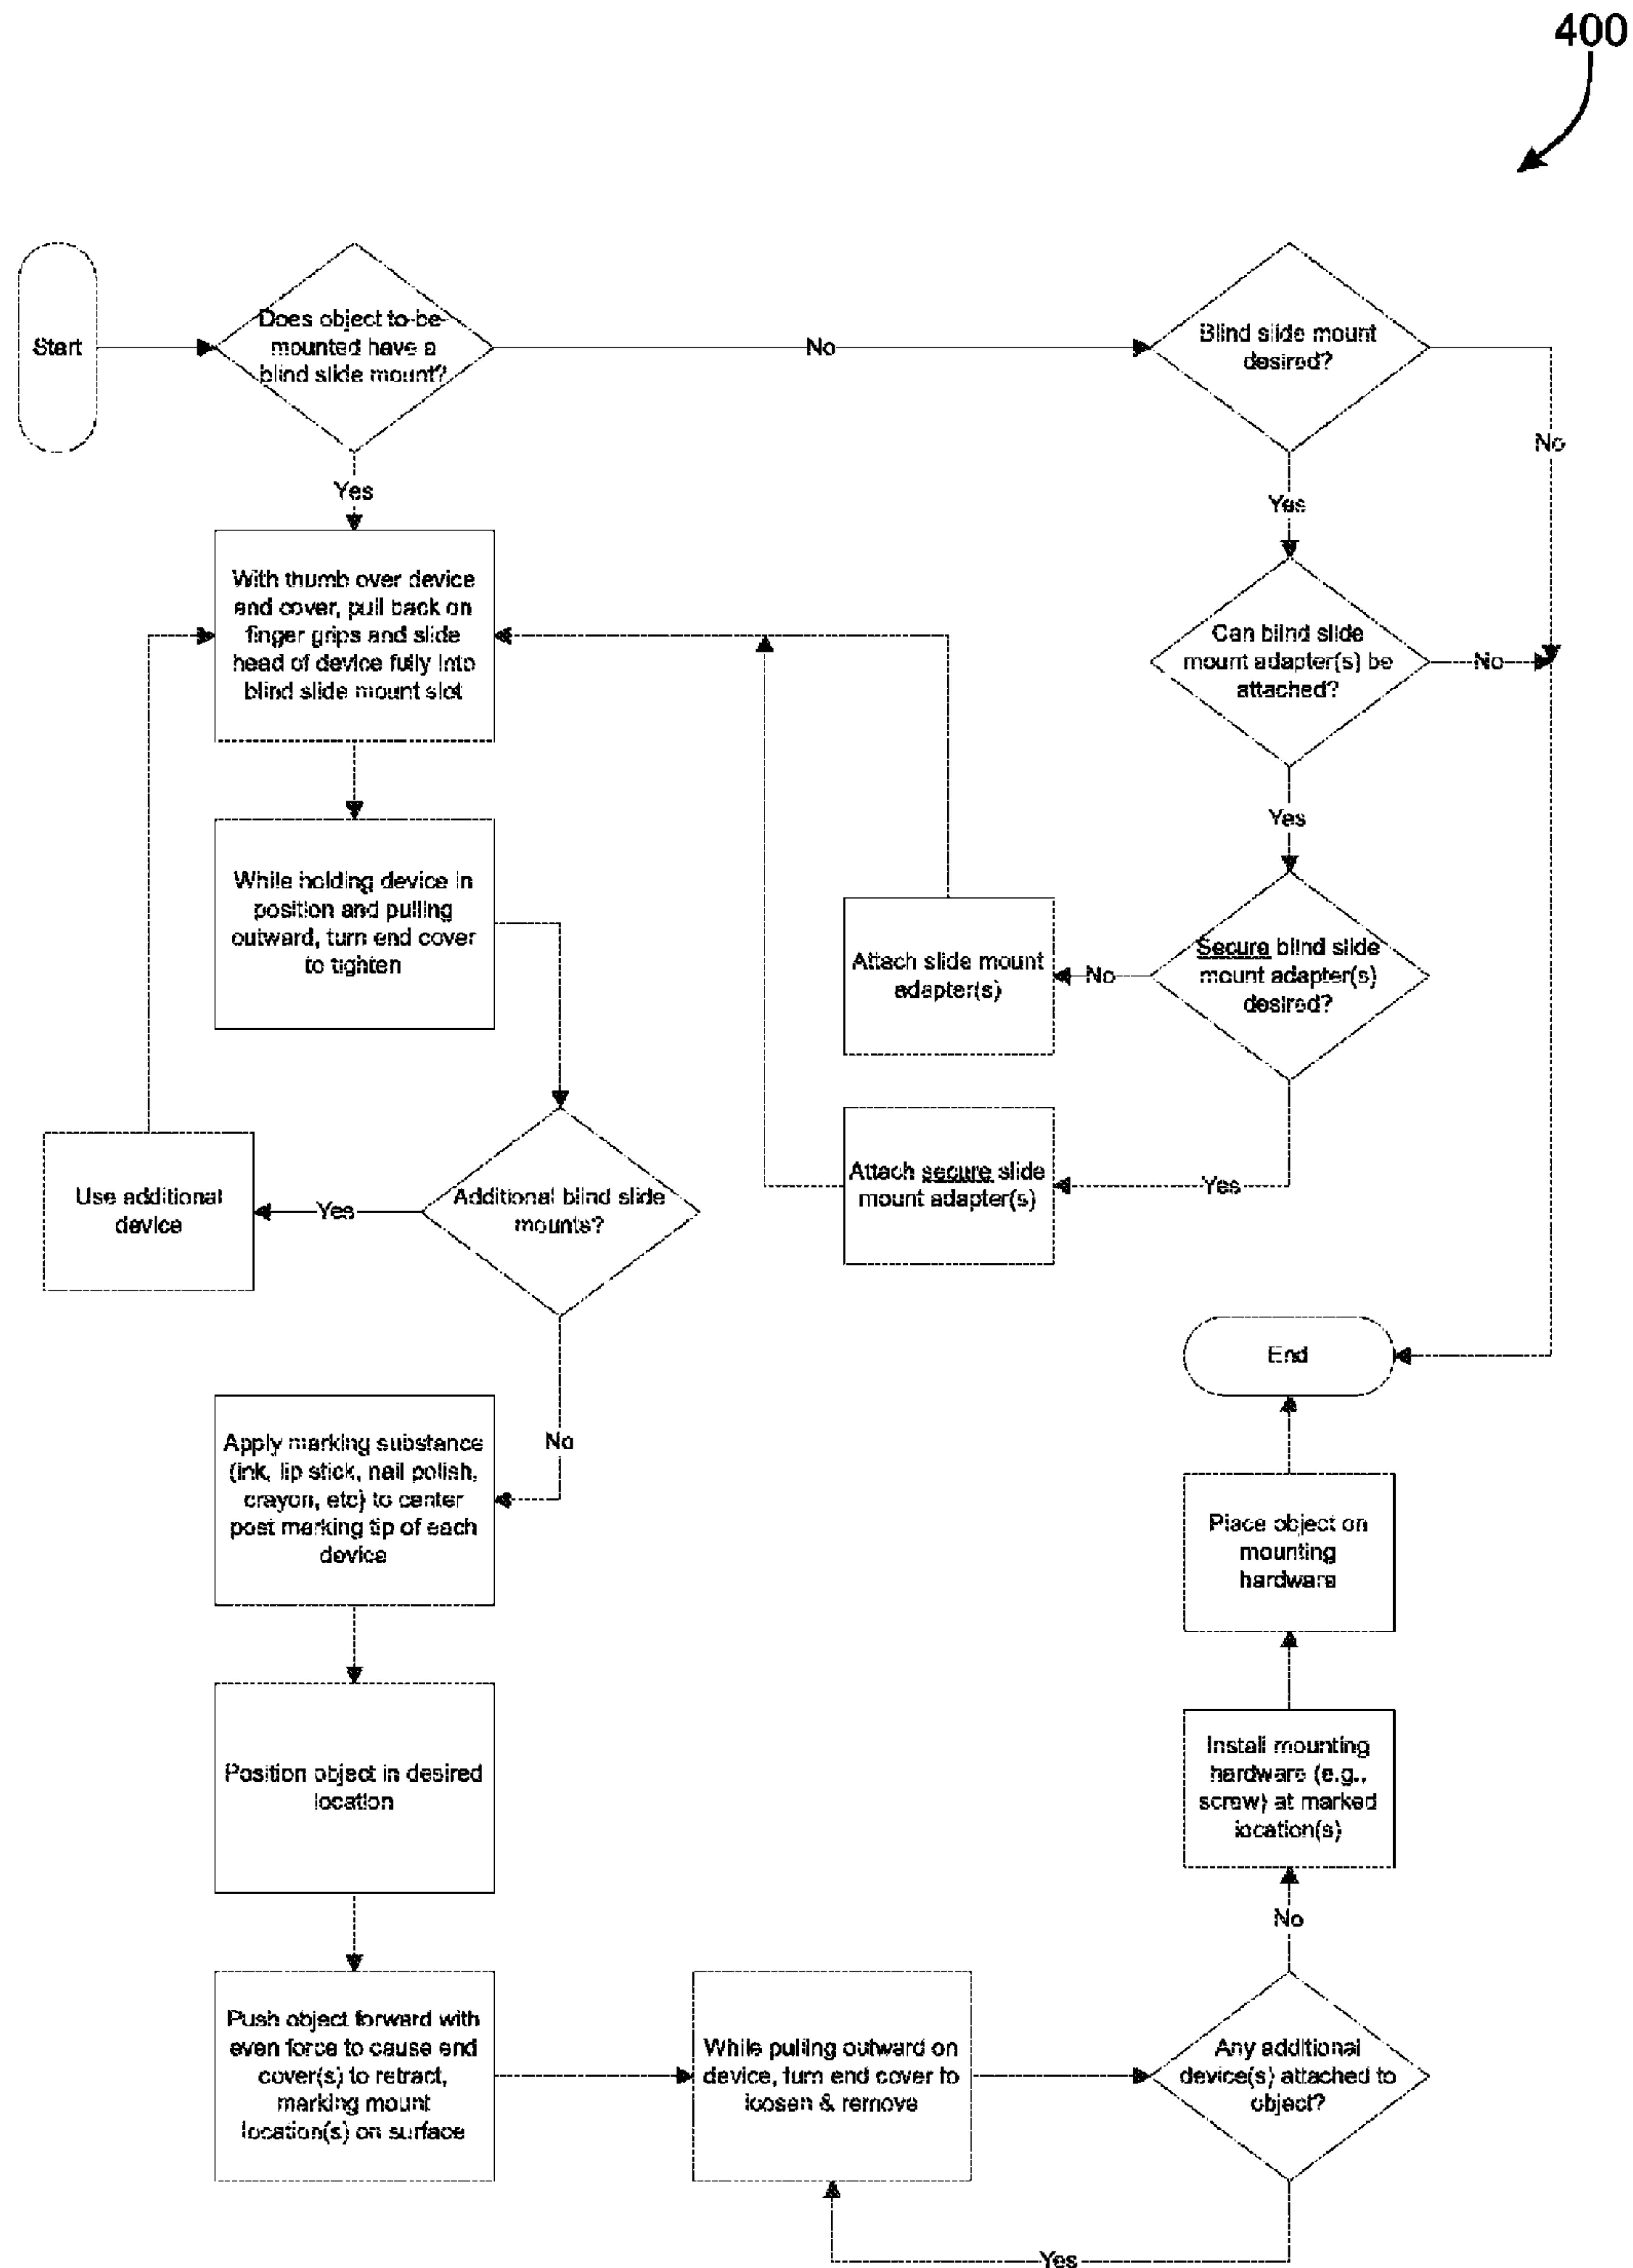 400
Start
Does object to be
mounted have a
blind slide mount?
No
Blind slide mount
desired?
No
Yes
Yes
With thumb over device
and cover, pull back on
finger grips and slide
head of device fully into
blind slide mount slot
Can blind slide
mount adapter(s) be
attached?
No
Yes
While holding device in
position and pulling
outward, turn end cover
to tighten
Attach slide mount
adapter(s)
No
Secure blind slide
mount adapter(s)
desired?
Use additional
device
Yes
Additional blind slide
mounts?
Attach secure slide
mount adapter(s)
Yes
End
Apply marking substance
(ink, lip stick, nail polish,
crayon, etc) to center
post marking tip of each
device
No
Place object on
mounting
hardware
Position object in desired
location
Install mounting
hardware (e.g.,
screw) at marked
location(s)
No
Push object forward with
even force to cause end
cover(s) to retract,
marking mount
location(s) on surface
While pulling outward on
device, turn end cover to
loosen & remove
Any additional
device(s) attached to
object?
Yes